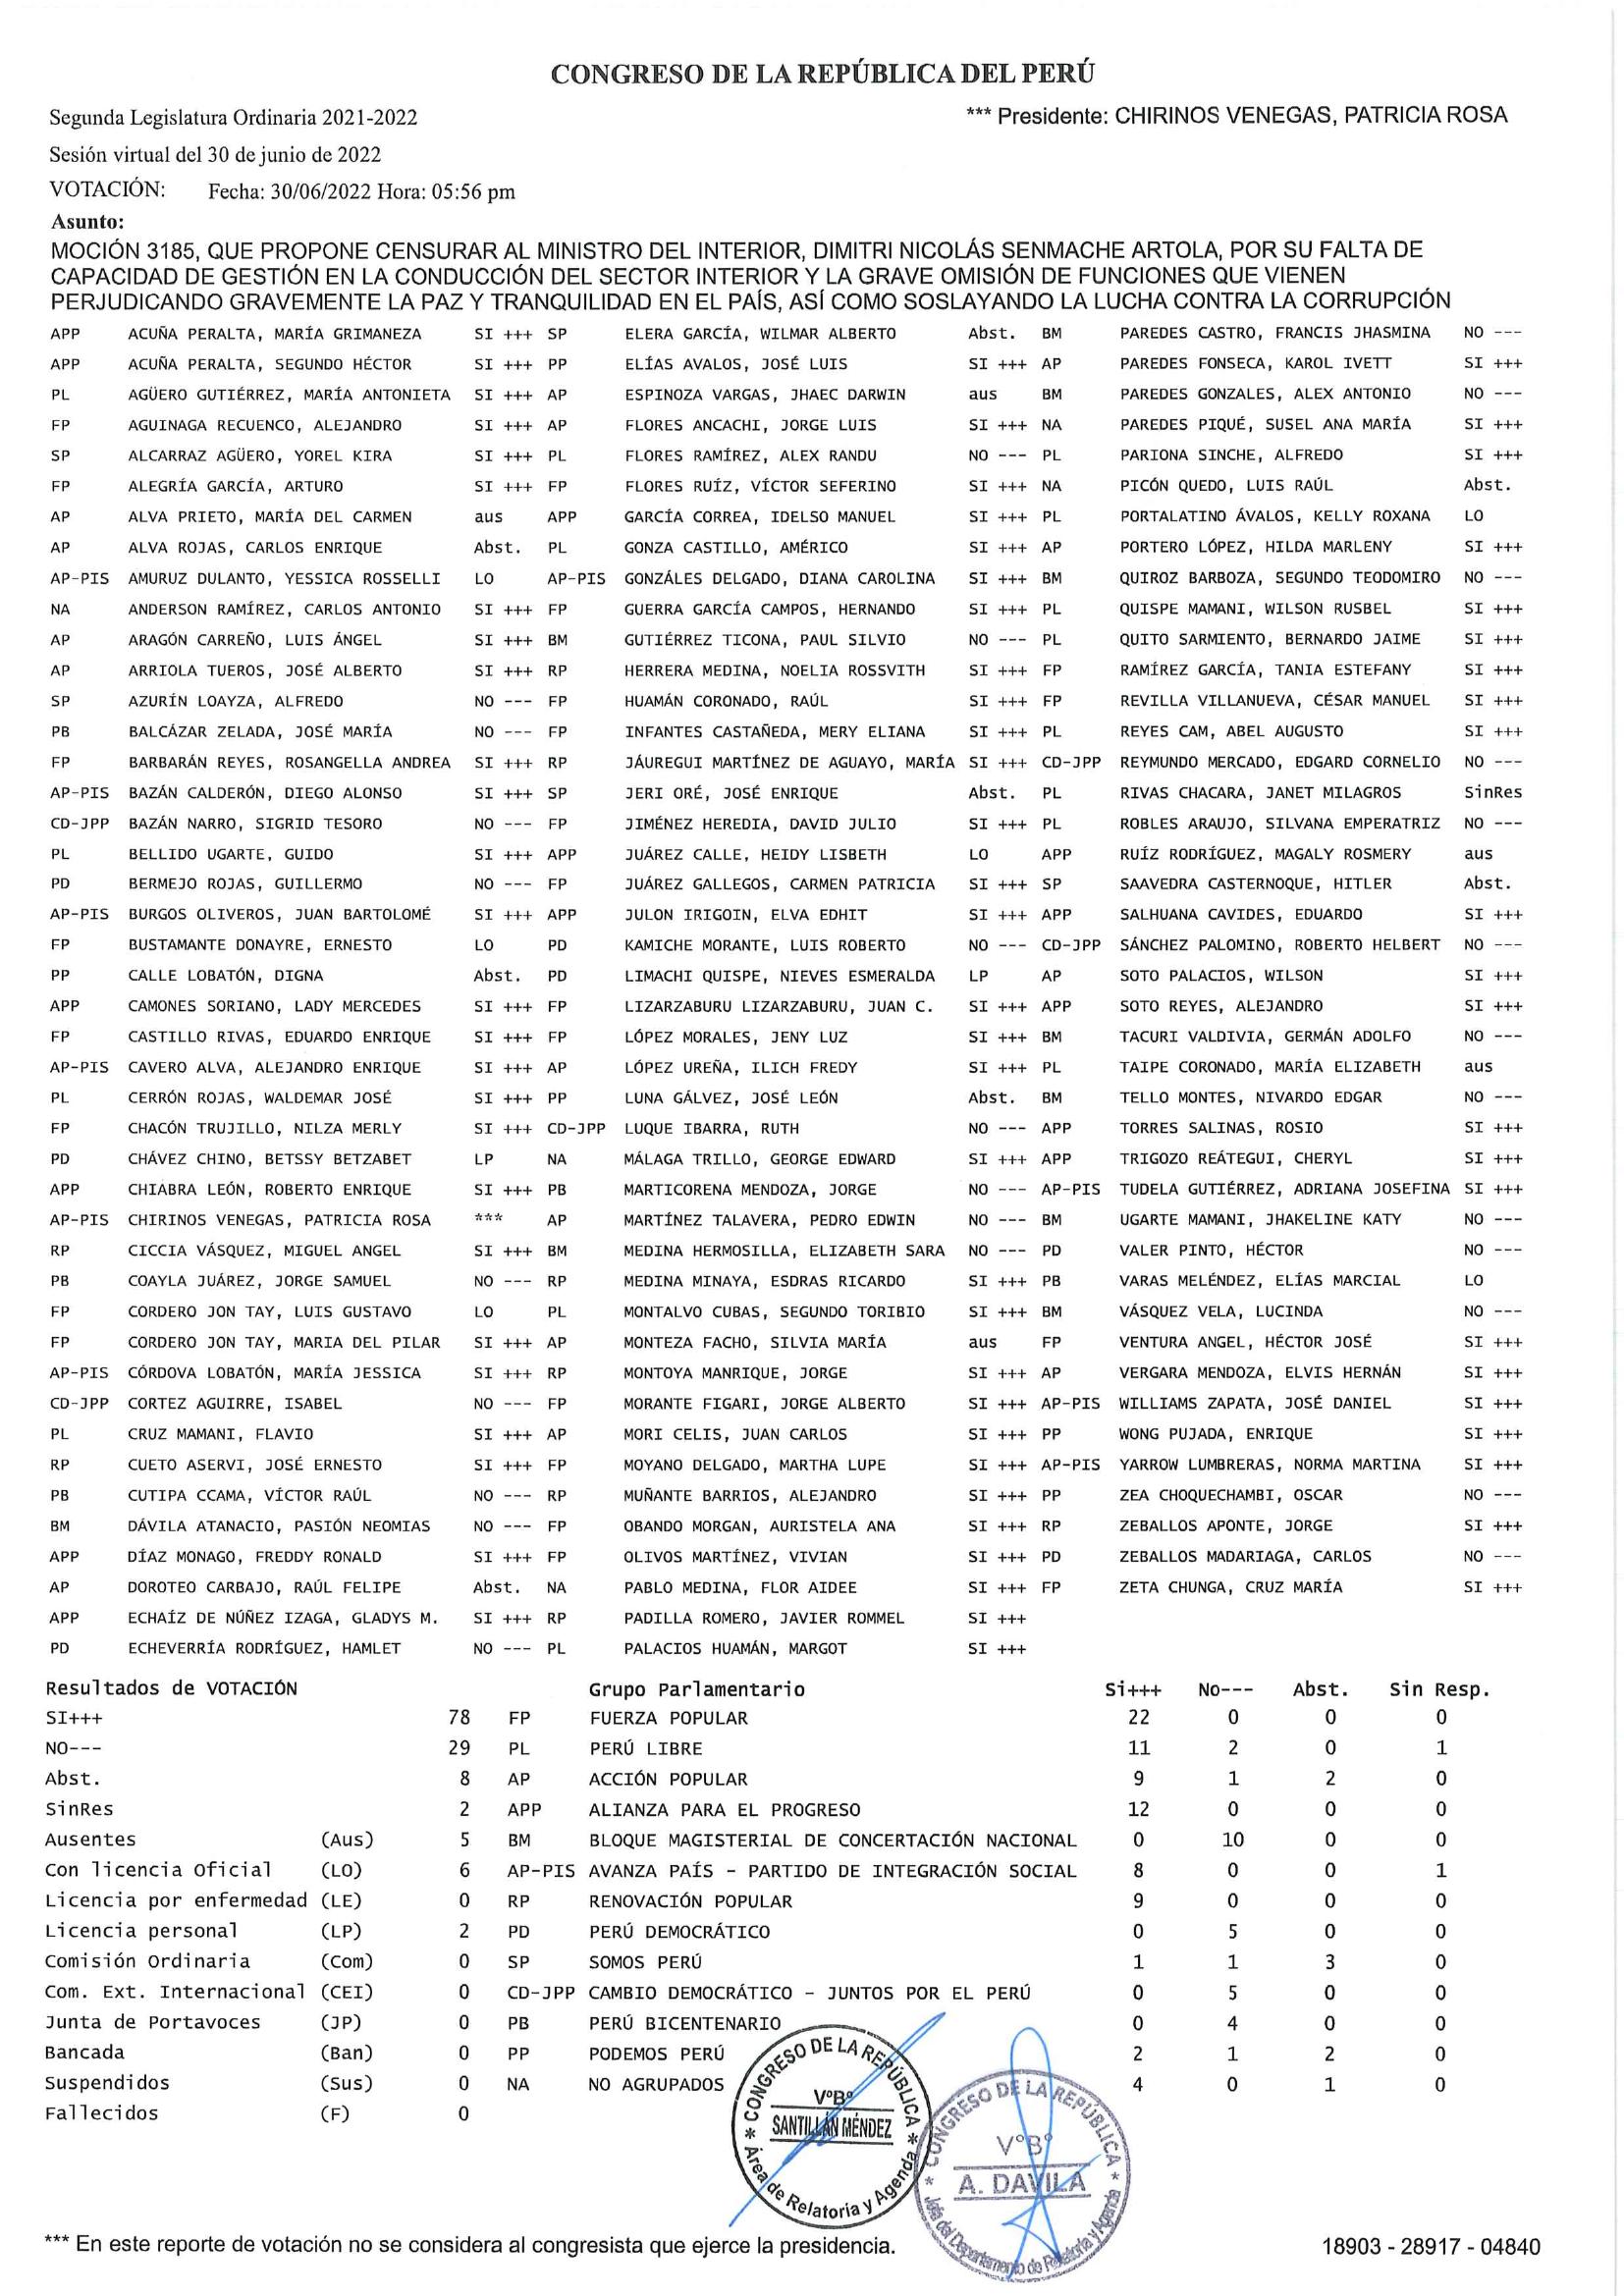 CONGRESO DE LA REPÚBLICA DEL PERÚ
Segunda Legislatura Ordinaria 2021-2022 *** Presidente: CHIRINOS VENEGAS, PATRICIA ROSA
Sesión virtual del 30 de junio de 2022
VOTACIÓN: Fecha: 30/06/2022 Hora: 05:56 pm
Asunto:
MOCIÓN 3185, QUE PROPONE CENSURAR AL MINISTRO DEL INTERIOR, DIMITRI NICOLÁS SENMACHE ARTOLA, POR SU FALTA DE
CAPACIDAD DE GESTIÓN EN LA CONDUCCIÓN DEL SECTOR INTERIOR Y LA GRAVE OMISIÓN DE FUNCIONES QUE VIENEN
PERJUDICANDO GRAVEMENTE LA PAZ Y TRANQUILIDAD EN EL PAÍS, ASÍ COMO SOSLAYANDO LA LUCHA CONTRA LA CORRUPCIÓN
APP ACUÑA PERALTA, MARÍA GRIMANEZA SI +++ SP ELERA GARCÍA, WILMAR ALBERTO Abst. BM PAREDES CASTRO, FRANCIS JHASMINA NO ---
APP ACUÑA PERALTA, SEGUNDO HÉCTOR SI +++ PP ELÍAS AVALOS, JOSÉ LUIS SI +++ AP PAREDES FONSECA, KAROL IVETT SI +++
PL AGÜERO GUTIÉRREZ, MARÍA ANTONIETA SI +++ AP ESPINOZA VARGAS, JHAEC DARWIN aus BM PAREDES GONZALES, ALEX ANTONIO NO ---
FP AGUINAGA RECUENCO, ALEJANDRO SI +++ AP FLORES ANCACHI, JORGE LUIS SI +++ NA PAREDES PIQUÉ, SUSEL ANA MARÍA SI +++
SP ALCARRAZ AGÜERO, YOREL KIRA SI +++ PL FLORES RAMÍREZ, ALEX RANDU NO --- PL PARIONA SINCHE, ALFREDO SI +++
FP ALEGRÍA GARCÍA, ARTURO SI +++ FP FLORES RUÍZ, VÍCTOR SEFERINO SI +++ NA PICÓN QUEDO, LUIS RAÚL Abst.
AP ALVA PRIETO, MARÍA DEL CARMEN aus APP GARCÍA CORREA, IDELSO MANUEL SI +++ PL PORTALATINO ÁVALOS, KELLY ROXANA LO
AP ALVA ROJAS, CARLOS ENRIQUE Abst. PL GONZA CASTILLO, AMÉRICO SI +++ AP PORTERO LÓPEZ, HILDA MARLENY SI +++
AP-PIS AMURUZ DULANTO, YESSICA ROSSELLI LO AP-PIS GONZÁLES DELGADO, DIANA CAROLINA SI +++ BM QUIROZ BARBOZA, SEGUNDO TEODOMIRO NO ---
NA ANDERSON RAMÍREZ, CARLOS ANTONIO SI +++ FP GUERRA GARCÍA CAMPOS, HERNANDO SI +++ PL QUISPE MAMANI, WILSON RUSBEL SI +++
AP ARAGÓN CARREÑO, LUIS ÁNGEL SI +++ BM GUTIÉRREZ TICONA, PAUL SILVIO NO --- PL QUITO SARMIENTO, BERNARDO JAIME SI +++
AP ARRIOLA TUEROS, JOSÉ ALBERTO SI +++ RP HERRERA MEDINA, NOELIA ROSSVITH SI +++ FP RAMÍREZ GARCÍA, TANIA ESTEFANY SI +++
SP AZURÍN LOAYZA, ALFREDO NO --- FP HUAMÁN CORONADO, RAÚL SI +++ FP REVILLA VILLANUEVA, CÉSAR MANUEL SI +++
PB BALCÁZAR ZELADA, JOSÉ MARÍA NO --- FP INFANTES CASTAÑEDA, MERY ELIANA SI +++ PL REYES CAM, ABEL AUGUSTO SI +++
FP BARBARÁN REYES, ROSANGELLA ANDREA SI +++ RP JÁUREGUI MARTÍNEZ DE AGUAYO, MARÍA SI +++ CD-JPP REYMUNDO MERCADO, EDGARD CORNELIO NO ---
AP-PIS BAZÁN CALDERÓN, DIEGO ALONSO SI +++ SP JERI ORÉ, JOSÉ ENRIQUE Abst. PL RIVAS CHACARA, JANET MILAGROS SinRes
CD-JPP BAZÁN NARRO, SIGRID TESORO NO --- FP JIMÉNEZ HEREDIA, DAVID JULIO SI +++ PL ROBLES ARAUJO, SILVANA EMPERATRIZ NO ---
PL BELLIDO UGARTE, GUIDO SI +++ APP JUÁREZ CALLE, HEIDY LISBETH LO APP RUÍZ RODRÍGUEZ, MAGALY ROSMERY aus
PD BERMEJO ROJAS, GUILLERMO NO --- FP JUÁREZ GALLEGOS, CARMEN PATRICIA SI +++ SP SAAVEDRA CASTERNOQUE, HITLER Abst.
AP-PIS BURGOS OLIVEROS, JUAN BARTOLOMÉ SI +++ APP JULON IRIGOIN, ELVA EDHIT SI +++ APP SALHUANA CAVIDES, EDUARDO SI +++
FP BUSTAMANTE DONAYRE, ERNESTO LO PD KAMICHE MORANTE, LUIS ROBERTO NO --- CD-JPP SÁNCHEZ PALOMINO, ROBERTO HELBERT NO ---
PP CALLE LOBATÓN, DIGNA Abst. PD LIMACHI QUISPE, NIEVES ESMERALDA LP AP SOTO PALACIOS, WILSON SI +++
APP CAMONES SORIANO, LADY MERCEDES SI +++ FP LIZARZABURU LIZARZABURU, JUAN C. SI +++ APP SOTO REYES, ALEJANDRO SI +++
FP CASTILLO RIVAS, EDUARDO ENRIQUE SI +++ FP LÓPEZ MORALES, JENY LUZ SI +++ BM TACURI VALDIVIA, GERMÁN ADOLFO NO ---
AP-PIS CAVERO ALVA, ALEJANDRO ENRIQUE SI +++ AP LÓPEZ UREÑA, ILICH FREDY SI +++ PL TAIPE CORONADO, MARÍA ELIZABETH aus
PL CERRÓN ROJAS, WALDEMAR JOSÉ SI +++ PP LUNA GÁLVEZ, JOSÉ LEÓN Abst. BM TELLO MONTES, NIVARDO EDGAR NO ---
FP CHACÓN TRUJILLO, NILZA MERLY SI +++ CD-JPP LUQUE IBARRA, RUTH NO --- APP TORRES SALINAS, ROSIO SI +++
PD CHÁVEZ CHINO, BETSSY BETZABET LP NA MÁLAGA TRILLO, GEORGE EDWARD SI +++ APP TRIGOZO REÁTEGUI, CHERYL SI +++
APP CHIABRA LEÓN, ROBERTO ENRIQUE SI +++ PB MARTICORENA MENDOZA, JORGE NO --- AP-PIS TUDELA GUTIÉRREZ, ADRIANA JOSEFINA SI +++
AP-PIS CHIRINOS VENEGAS, PATRICIA ROSA *** AP MARTÍNEZ TALAVERA, PEDRO EDWIN NO --- BM UGARTE MAMANI, JHAKELINE KATY NO ---
RP CICCIA VÁSQUEZ, MIGUEL ANGEL SI +++ BM MEDINA HERMOSILLA, ELIZABETH SARA NO --- PD VALER PINTO, HÉCTOR NO ---
PB COAYLA JUÁREZ, JORGE SAMUEL NO --- RP MEDINA MINAYA, ESDRAS RICARDO SI +++ PB VARAS MELÉNDEZ, ELÍAS MARCIAL LO
FP CORDERO JON TAY, LUIS GUSTAVO LO PL MONTALVO CUBAS, SEGUNDO TORIBIO SI +++ BM VÁSQUEZ VELA, LUCINDA NO ---
FP CORDERO JON TAY, MARIA DEL PILAR SI +++ AP MONTEZA FACHO, SILVIA MARÍA aus FP VENTURA ANGEL, HÉCTOR JOSÉ SI +++
AP-PIS CÓRDOVA LOBATÓN, MARÍA JESSICA SI +++ RP MONTOYA MANRIQUE, JORGE SI +++ AP VERGARA MENDOZA, ELVIS HERNÁN SI +++
CD-JPP CORTEZ AGUIRRE, ISABEL NO --- FP MORANTE FIGARI, JORGE ALBERTO SI +++ AP-PIS WILLIAMS ZAPATA, JOSÉ DANIEL SI +++
PL CRUZ MAMANI, FLAVIO SI +++ AP MORI CELIS, JUAN CARLOS SI +++ PP WONG PUJADA, ENRIQUE SI +++
RP CUETO ASERVI, JOSÉ ERNESTO SI +++ FP MOYANO DELGADO, MARTHA LUPE SI +++ AP-PIS YARROW LUMBRERAS, NORMA MARTINA SI +++
PB CUTIPA CCAMA, VÍCTOR RAÚL NO --- RP MUÑANTE BARRIOS, ALEJANDRO SI +++ PP ZEA CHOQUECHAMBI, OSCAR NO ---
BM DÁVILA ATANACIO, PASIÓN NEOMIAS NO --- FP OBANDO MORGAN, AURISTELA ANA SI +++ RP ZEBALLOS APONTE, JORGE SI +++
APP DÍAZ MONAGO, FREDDY RONALD SI +++ FP OLIVOS MARTÍNEZ, VIVIAN SI +++ PD ZEBALLOS MADARIAGA, CARLOS NO ---
AP DOROTEO CARBAJO, RAÚL FELIPE Abst. NA PABLO MEDINA, FLOR AIDEE SI +++ FP ZETA CHUNGA, CRUZ MARÍA SI +++
APP ECHAÍZ DE NÚÑEZ IZAGA, GLADYS M. SI +++ RP PADILLA ROMERO, JAVIER ROMMEL SI +++
PD ECHEVERRÍA RODRÍGUEZ, HAMLET NO --- PL PALACIOS HUAMÁN, MARGOT SI +++
Resultados de VOTACIÓN Grupo Parlamentario Si+++ No--- Abst. Sin Resp.
SI+++ 78 FP FUERZA POPULAR 22 0 0 0
NO--- 29 PL PERÚ LIBRE 11 2 0 1
Abst. 8 AP ACCIÓN POPULAR 9 1 2 0
SinRes 2 APP ALIANZA PARA EL PROGRESO 12 0 0 0
Ausentes (Aus) 5 BM BLOQUE MAGISTERIAL DE CONCERTACIÓN NACIONAL 0 10 0 0
Con licencia Oficial (LO) 6 AP-PIS AVANZA PAÍS - PARTIDO DE INTEGRACIÓN SOCIAL 8 0 0 1
Licencia por enfermedad (LE) 0 RP RENOVACIÓN POPULAR 9 0 0 0
Licencia personal (LP) 2 PD PERÚ DEMOCRÁTICO 0 5 0 0
Comisión Ordinaria (Com) 0 SP SOMOS PERÚ 1 1 3 0
Com. Ext. Internacional (CEI) 0 CD-JPP CAMBIO DEMOCRÁTICO - JUNTOS POR EL PERÚ 0 5 0 0
Junta de Portavoces (JP) 0 PB PERÚ BICENTENARIO 0 4 0 0
Bancada (Ban) 0 PP PODEMOS PERÚ 2 1 2 0
Suspendidos (Sus) 0 NA NO AGRUPADOS 4 0 1 0
Fallecidos (F) 0
CONGRESO DE LA REPÚBLICA
V°B°
SANTILLÁN MÉNDEZ
Área de Relatoría y Agenda
CONGRESO DE LA REPÚBLICA
V°B°
A. DAVILA
Jefa del Departamento de Relatoría y Agenda
*** En este reporte de votación no se considera al congresista que ejerce la presidencia. 18903 - 28917 - 04840